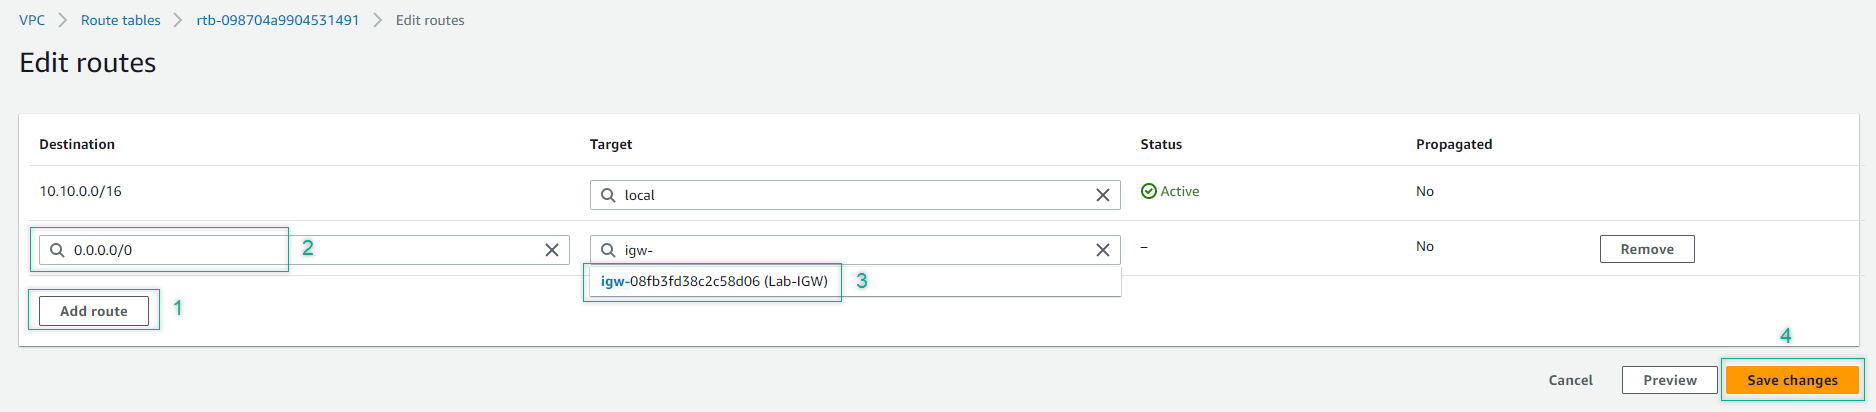 VPC > Route tables > rtb-098704a9904531491 > Edit routes
Edit routes
Destination Target Status Propagated
10.10.0.0/16 local Active No
0.0.0.0/0 2 igw- – No Remove
igw-08fb3fd38c2c58d06 (Lab-IGW) 3
Add route 1
4
Cancel Preview Save changes